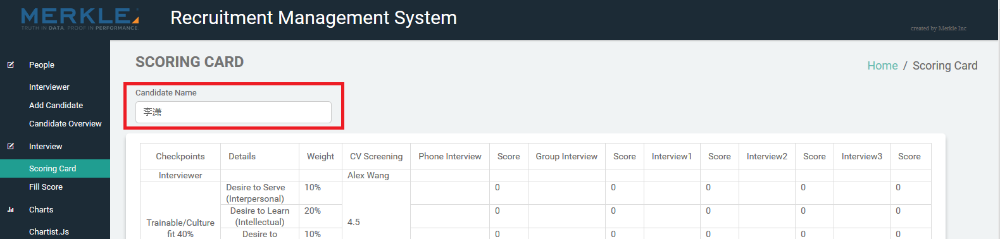 MERKLE
TRUTH IN DATA. PROOF IN PERFORMANCE.
Recruitment Management System
created by Merkle Inc
People
Interviewer
Add Candidate
Candidate Overview
Interview
Scoring Card
Fill Score
Charts
Chartist.Js
SCORING CARD
Home / Scoring Card
Candidate Name
李潇
Checkpoints Details Weight CV Screening Phone Interview Score Group Interview Score Interview1 Score Interview2 Score Interview3 Score
Interviewer Alex Wang
Desire to Serve 10% 0 0 0 0 0
(Interpersonal)
Desire to Learn 20% 0 0 0 0 0
(Intellectual)
Trainable/Culture 4.5
fit 40% Desire to 10% 0 0 0 0 0